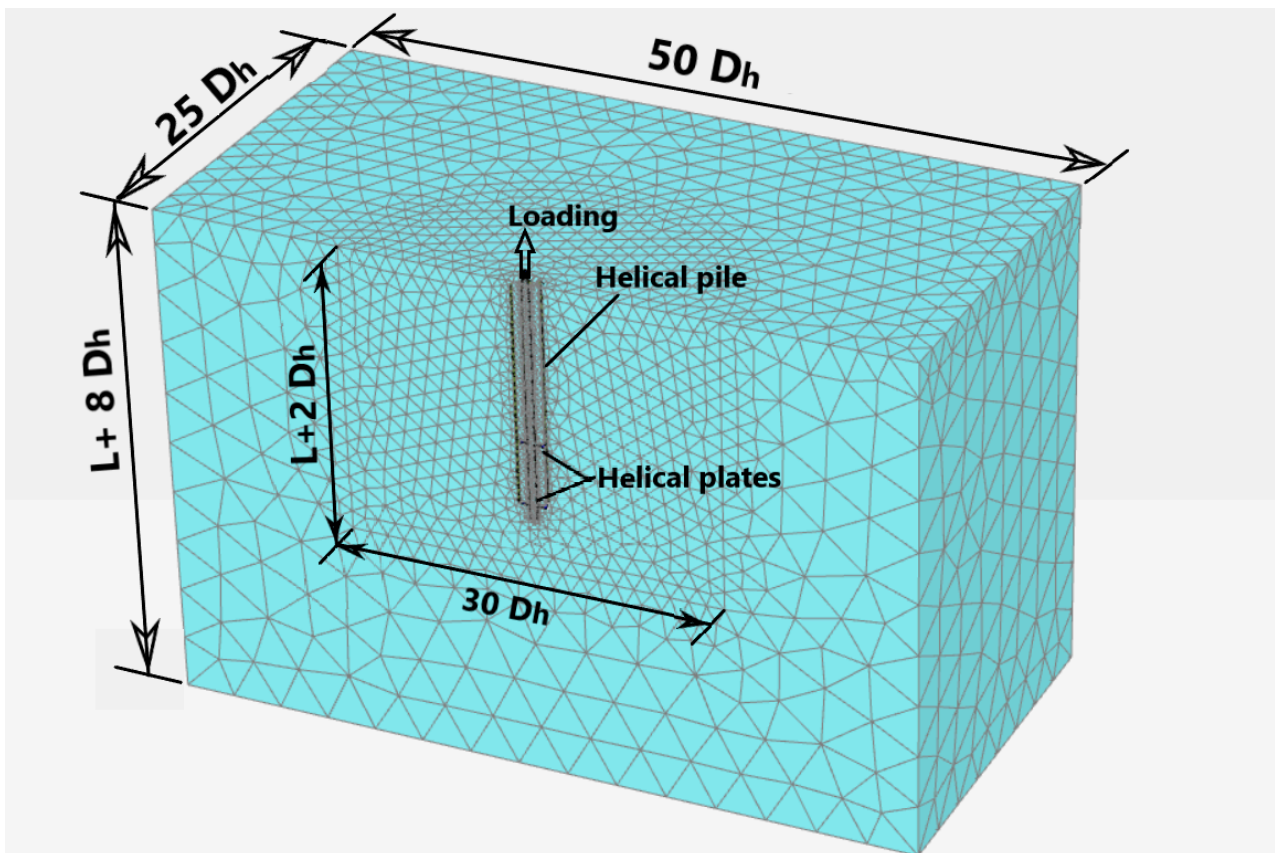 50 Dh
25 Dh
Loading
Helical pile
L+ 8 Dh
L+2 Dh
Helical plates
30 Dh